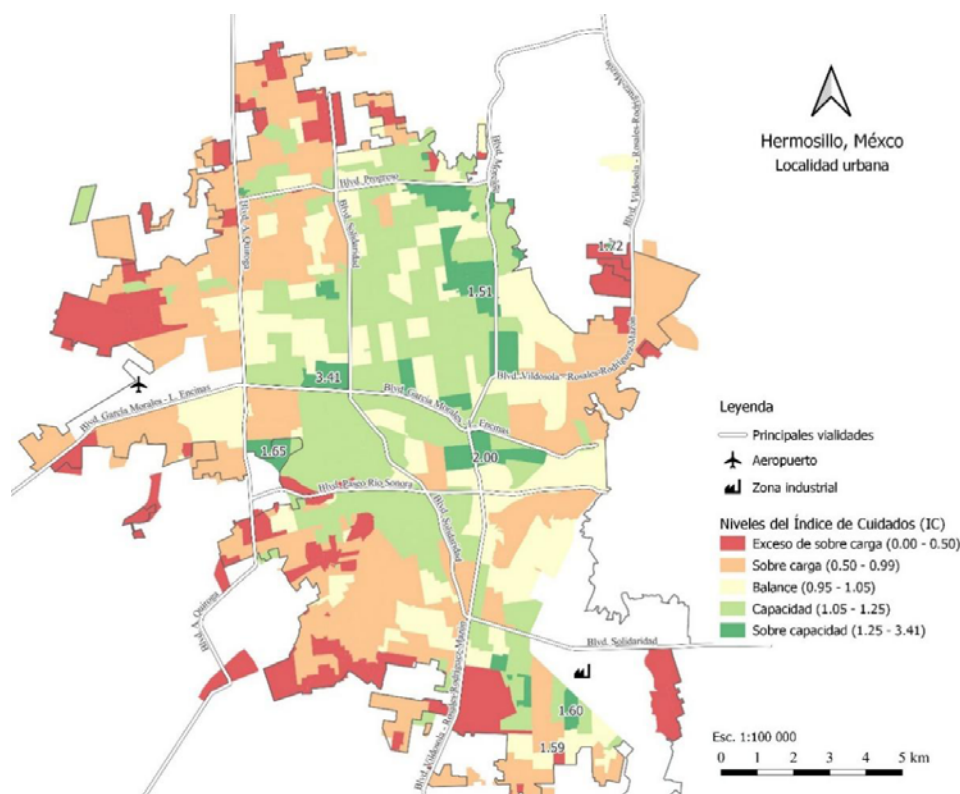 Hermosillo, Méxco
Localidad urbana
Blvd. Vildosola - Rosales-Rodríguez-Mazón
Blvd. Morelos
Blvd. Progreso
Blvd. A. Quiroga
Blvd. Solidaridad
1.72
1.51
3.41
Blvd. Vildosola - Rosales-Rodríguez-Mazón
Blvd. García Morales - L. Encinas
Blvd. García Morales - L. Encinas
1.65
2.00
Blvd. Paseo Río Sonora
Blvd. Solidaridad
Blvd. A. Quiroga
Blvd. Solidaridad
Blvd. Vildosola - Rosales-Rodríguez-Mazón
1.60
1.59
Leyenda
Principales vialidades
Aeropuerto
Zona industrial
Niveles del Índice de Cuidados (IC)
Exceso de sobre carga (0.00 - 0.50)
Sobre carga (0.50 - 0.99)
Balance (0.95 - 1.05)
Capacidad (1.05 - 1.25)
Sobre capacidad (1.25 - 3.41)
Esc. 1:100 000
0 1 2 3 4 5 km